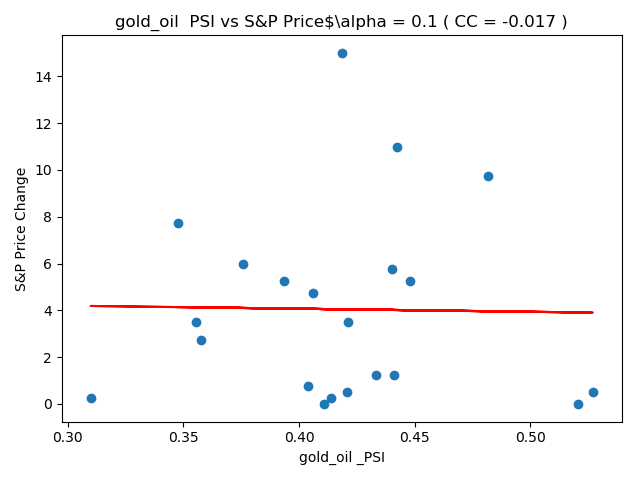 gold_oil  PSI vs S&P Price$\alpha = 0.1 ( CC = -0.017 )
14
12
10
8
6
4
2
0
S&P Price Change
0.30 0.35 0.40 0.45 0.50
gold_oil _PSI